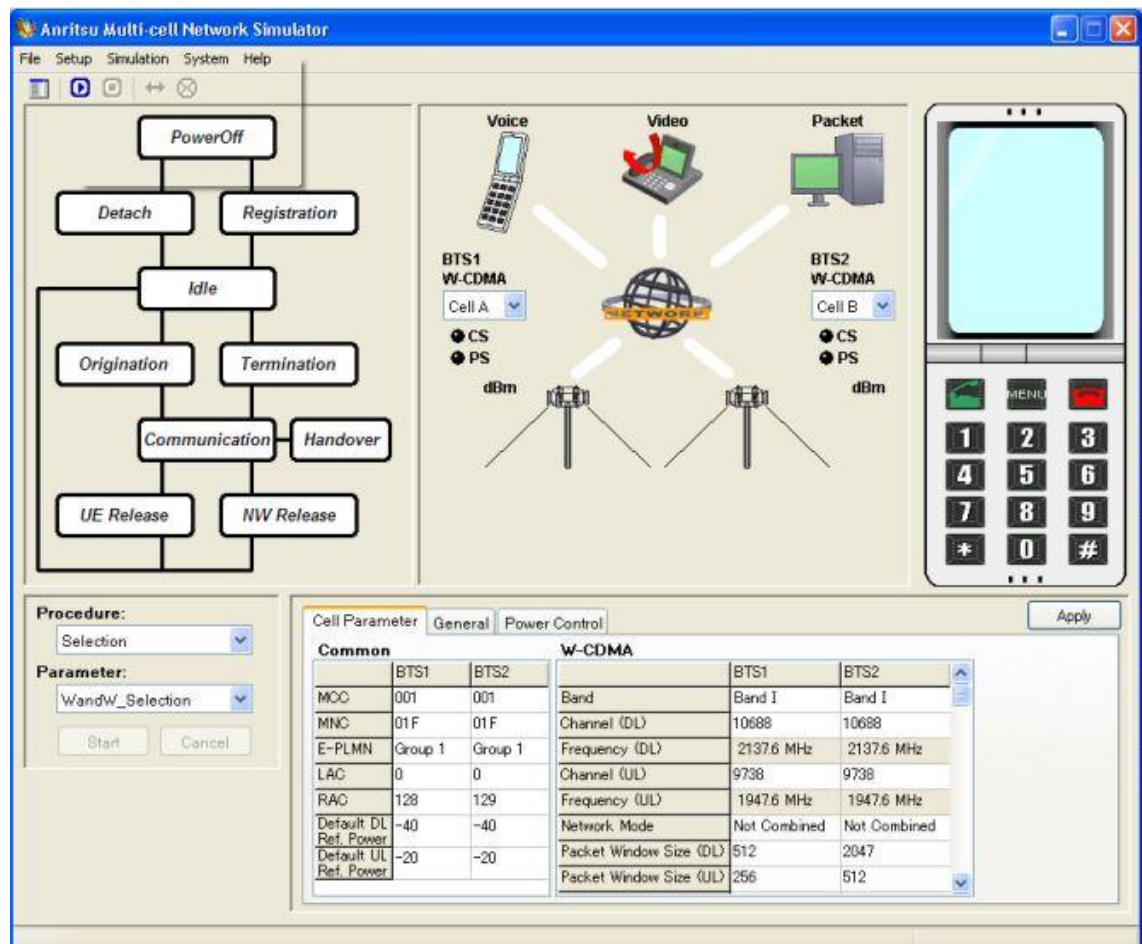 Anritsu Multi-cell Network Simulator
File Setup Simulation System Help
PowerOff
Detach Registration
Idle
Origination Termination
Communication Handover
UE Release NW Release
Voice Video Packet
BTS1
W-CDMA
Cell A
CS
PS
dBm
NETWORK
BTS2
W-CDMA
Cell B
CS
PS
dBm
MENU
1 2 3
4 5 6
7 8 9
* 0 #
Procedure:
Selection
Parameter:
WandW_Selection
Start Cancel
Cell Parameter General Power Control
Apply
Common
BTS1 BTS2
MCC 001 001
MNC 01F 01F
E-PLMN Group 1 Group 1
LAC 0 0
RAC 128 129
Default DL Ref. Power -40 -40
Default UL Ref. Power -20 -20
W-CDMA
BTS1 BTS2
Band Band I Band I
Channel (DL) 10688 10688
Frequency (DL) 2137.6 MHz 2137.6 MHz
Channel (UL) 9738 9738
Frequency (UL) 1947.6 MHz 1947.6 MHz
Network Mode Not Combined Not Combined
Packet Window Size (DL) 512 2047
Packet Window Size (UL) 256 512